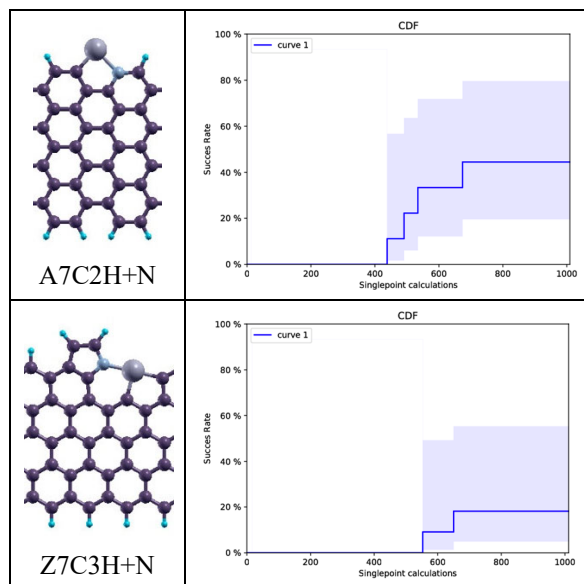 CDF
100 %
curve 1
80 %
60 %
40 %
20 %
0 %
Succes Rate
0
200
400
600
800
1000
Singlepoint calculations
A7C2H+N
CDF
100 %
curve 1
80 %
60 %
40 %
20 %
0 %
Succes Rate
0
200
400
600
800
1000
Singlepoint calculations
Z7C3H+N